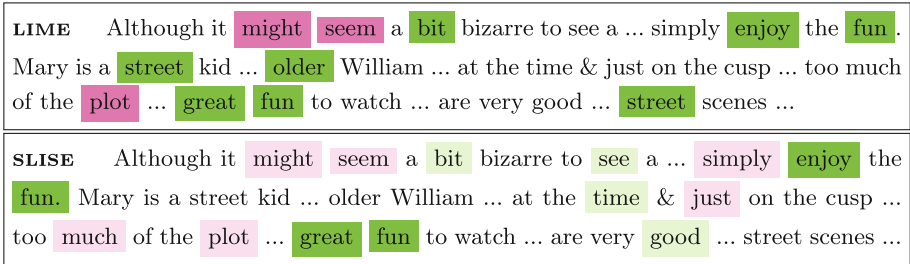 LIME Although it might seem a bit bizarre to see a ... simply enjoy the fun .
Mary is a street kid ... older William ... at the time & just on the cusp ... too much
of the plot ... great fun to watch ... are very good ... street scenes ...
SLISE Although it might seem a bit bizarre to see a ... simply enjoy the
fun. Mary is a street kid ... older William ... at the time & just on the cusp ...
too much of the plot ... great fun to watch ... are very good ... street scenes ...